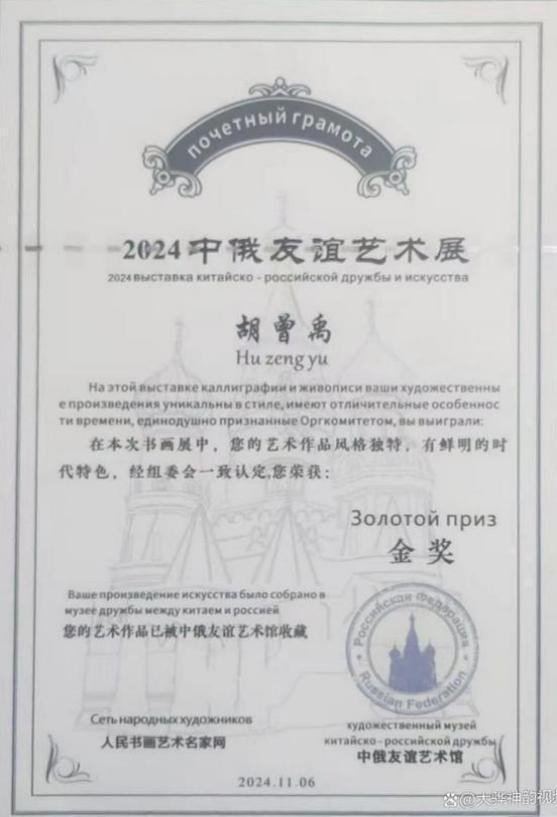 почетный грамота
2024中俄友谊艺术展
2024 выставка китайско - российской дружбы и искусства
胡曾禹
Hu zeng yu
На этой выставке каллиграфии и живописи ваши художественны
е произведения уникальны в стиле, имеют отличительные особеннос
ти времени, единодушно признанные Оргкомитетом, вы выиграли:
在本次书画展中，您的艺术作品风格独特，有鲜明的时
代特色，经组委会一致认定,您荣获：
Золотой приз
金奖
Ваше произведение искусства было собрано в
музее дружбы между китаем и россией
您的艺术作品已被中俄友谊艺术馆收藏
Российская Федерация
Russian Federation
Сеть народных художников
人民书画艺术名家网
художественный музей
китайско - российской дружбы
中俄友谊艺术馆
2024.11.06
@大骅神韵视